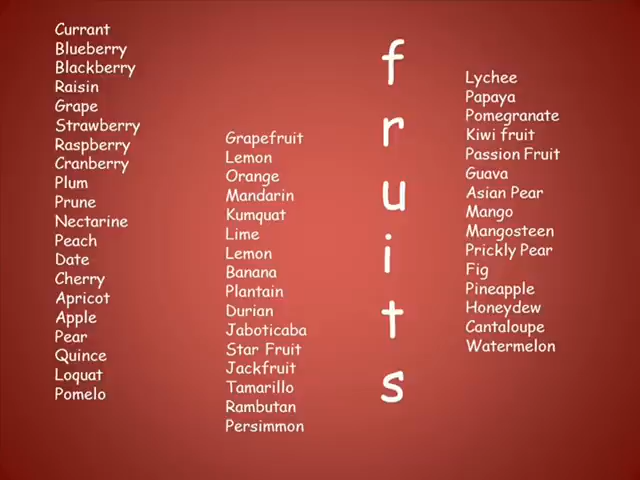 Currant
Blueberry
Blackberry
Raisin
Grape
Strawberry
Raspberry
Cranberry
Plum
Prune
Nectarine
Peach
Date
Cherry
Apricot
Apple
Pear
Quince
Loquat
Pomelo
Grapefruit
Lemon
Orange
Mandarin
Kumquat
Lime
Lemon
Banana
Plantain
Durian
Jaboticaba
Star Fruit
Jackfruit
Tamarillo
Rambutan
Persimmon
f
r
u
i
t
s
Lychee
Papaya
Pomegranate
Kiwi fruit
Passion Fruit
Guava
Asian Pear
Mango
Mangosteen
Prickly Pear
Fig
Pineapple
Honeydew
Cantaloupe
Watermelon